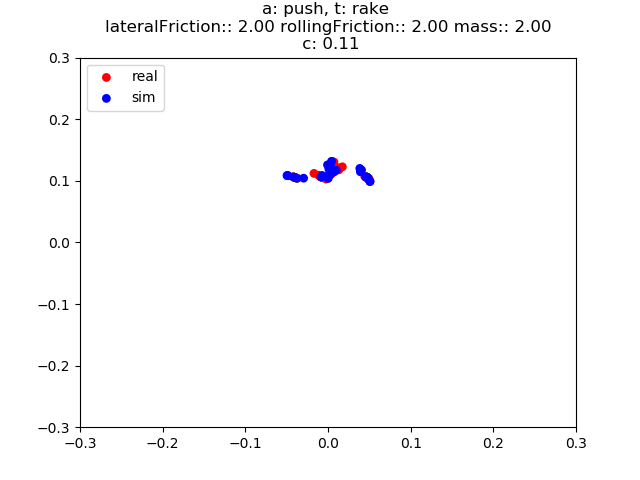 a: push, t: rake
lateralFriction:: 2.00 rollingFriction:: 2.00 mass:: 2.00
c: 0.11
real
sim
0.3
0.2
0.1
0.0
−0.1
−0.2
−0.3
−0.3 −0.2 −0.1 0.0 0.1 0.2 0.3